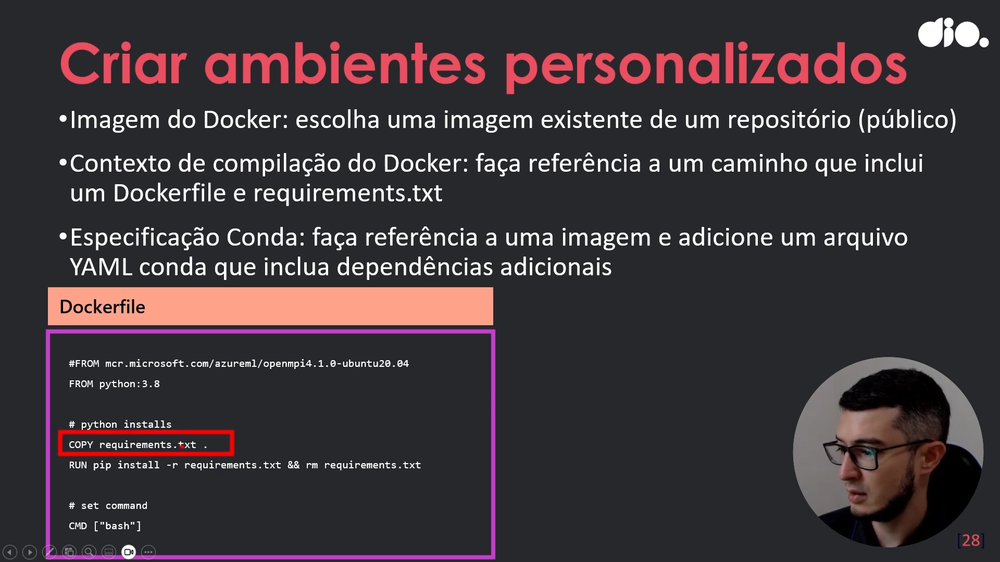 dio.
Criar ambientes personalizados
•Imagem do Docker: escolha uma imagem existente de um repositório (público)
•Contexto de compilação do Docker: faça referência a um caminho que inclui
um Dockerfile e requirements.txt
•Especificação Conda: faça referência a uma imagem e adicione um arquivo
YAML conda que inclua dependências adicionais
Dockerfile
#FROM mcr.microsoft.com/azureml/openmpi4.1.0-ubuntu20.04
FROM python:3.8
# python installs
COPY requirements.txt .
RUN pip install -r requirements.txt && rm requirements.txt
# set command
CMD ["bash"]
[28]